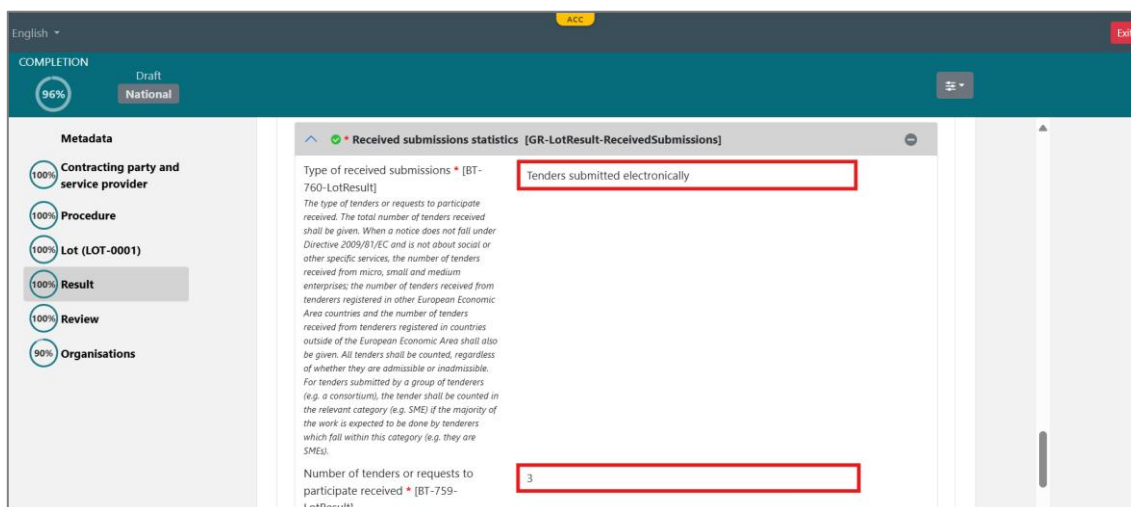 ACC
English
Exit
COMPLETION
96%
Draft
National
Metadata
100% Contracting party and
service provider
100% Procedure
100% Lot (LOT-0001)
100% Result
100% Review
90% Organisations
* Received submissions statistics [GR-LotResult-ReceivedSubmissions]
Type of received submissions * [BT-
760-LotResult]
Tenders submitted electronically
The type of tenders or requests to participate
received. The total number of tenders received
shall be given. When a notice does not fall under
Directive 2009/81/EC and is not about social or
other specific services, the number of tenders
received from micro, small and medium
enterprises; the number of tenders received from
tenderers registered in other European Economic
Area countries and the number of tenders
received from tenderers registered in countries
outside of the European Economic Area shall also
be given. All tenders shall be counted, regardless
of whether they are admissible or inadmissible.
For tenders submitted by a group of tenderers
(e.g. a consortium), the tender shall be counted in
the relevant category (e.g. SME) if the majority of
the work is expected to be done by tenderers
which fall within this category (e.g. they are
SMEs).
Number of tenders or requests to
participate received * [BT-759-
LotResult]
3